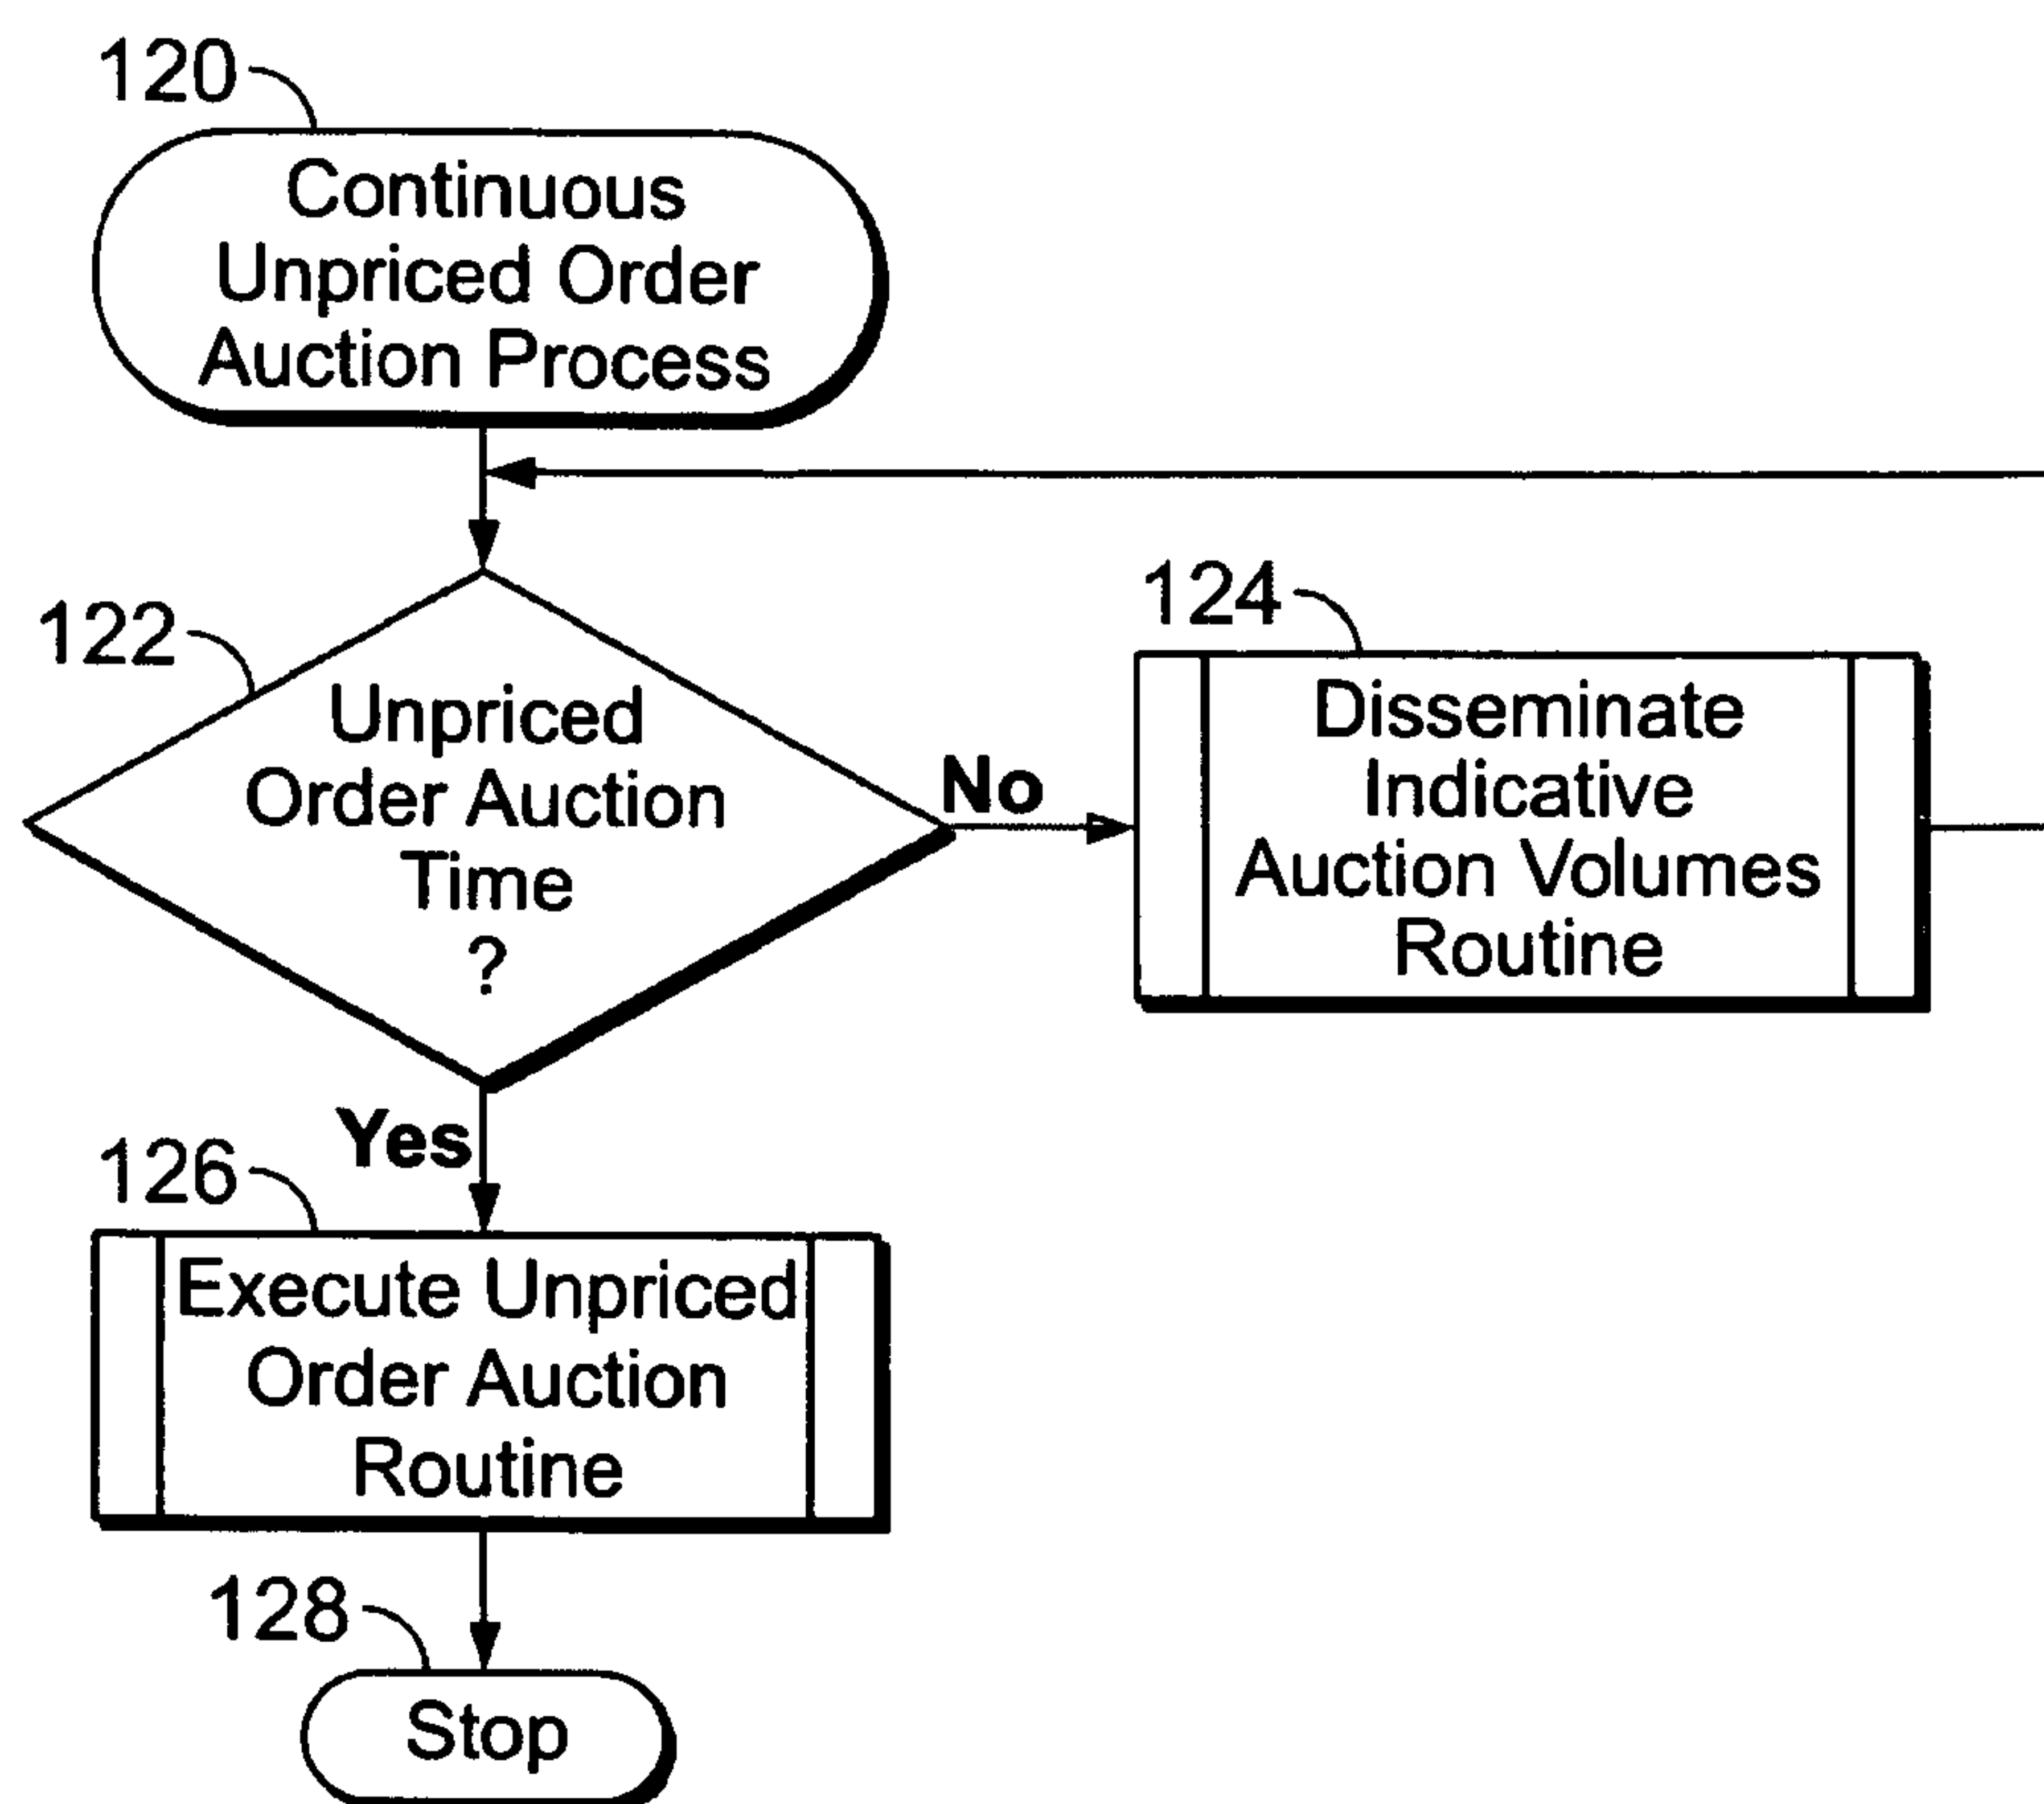 120
Continuous
Unpriced Order
Auction Process
122
Unpriced
Order Auction
Time
?
No
124
Disseminate
Indicative
Auction Volumes
Routine
Yes
126
Execute Unpriced
Order Auction
Routine
128
Stop